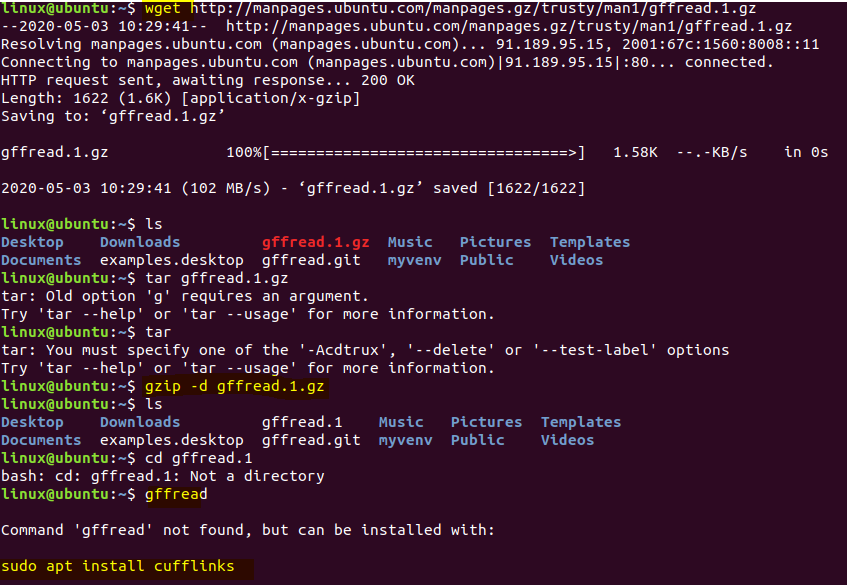 linux@ubuntu:~$ wget http://manpages.ubuntu.com/manpages.gz/trusty/man1/gffread.1.gz
--2020-05-03 10:29:41--  http://manpages.ubuntu.com/manpages.gz/trusty/man1/gffread.1.gz
Resolving manpages.ubuntu.com (manpages.ubuntu.com)... 91.189.95.15, 2001:67c:1560:8008::11
Connecting to manpages.ubuntu.com (manpages.ubuntu.com)|91.189.95.15|:80... connected.
HTTP request sent, awaiting response... 200 OK
Length: 1622 (1.6K) [application/x-gzip]
Saving to: ‘gffread.1.gz’
gffread.1.gz             100%[=================================>]   1.58K  --.-KB/s    in 0s
2020-05-03 10:29:41 (102 MB/s) - ‘gffread.1.gz’ saved [1622/1622]
linux@ubuntu:~$ ls
Desktop    Downloads         gffread.1.gz  Music    Pictures  Templates
Documents  examples.desktop  gffread.git   myvenv   Public    Videos
linux@ubuntu:~$ tar gffread.1.gz
tar: Old option 'g' requires an argument.
Try 'tar --help' or 'tar --usage' for more information.
linux@ubuntu:~$ tar
tar: You must specify one of the '-Acdtrux', '--delete' or '--test-label' options
Try 'tar --help' or 'tar --usage' for more information.
linux@ubuntu:~$ gzip -d gffread.1.gz
linux@ubuntu:~$ ls
Desktop    Downloads         gffread.1    Music   Pictures  Templates
Documents  examples.desktop  gffread.git  myvenv  Public    Videos
linux@ubuntu:~$ cd gffread.1
bash: cd: gffread.1: Not a directory
linux@ubuntu:~$ gffread
Command 'gffread' not found, but can be installed with:
sudo apt install cufflinks